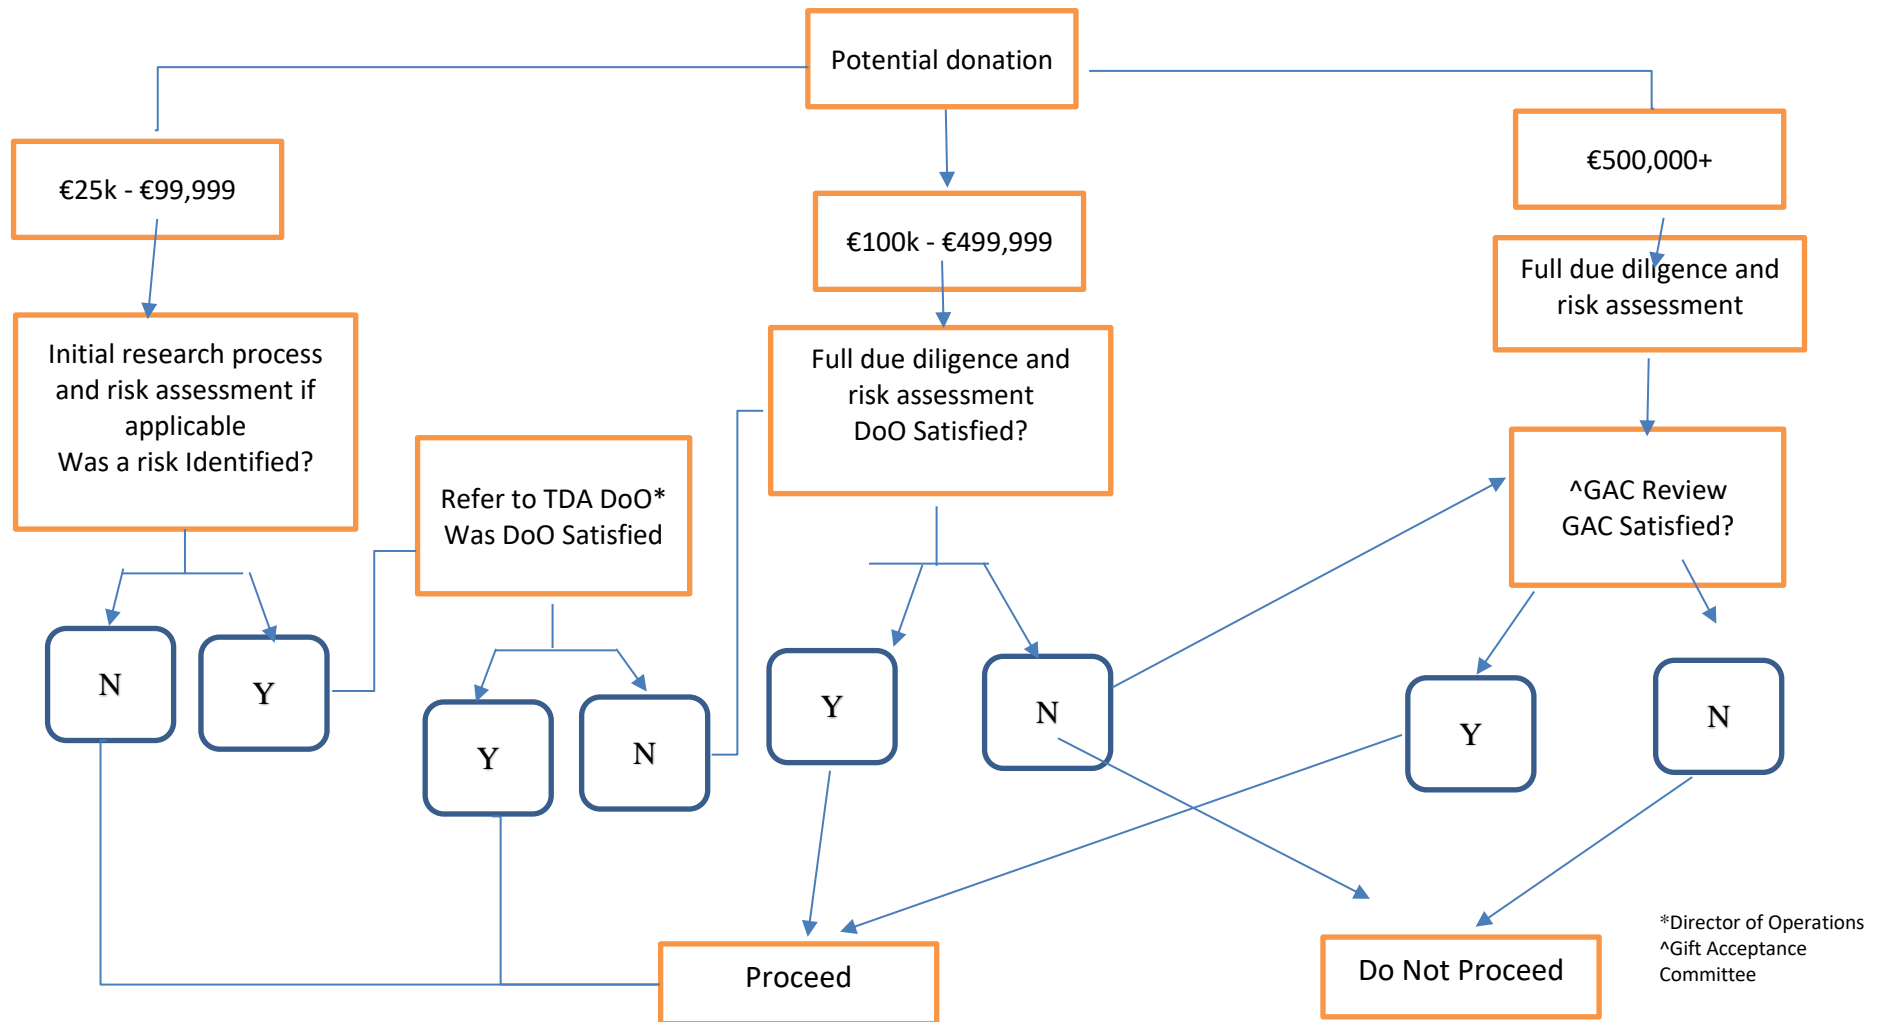 Potential donation
€25k - €99,999
€100k - €499,999
€500,000+
Initial research process
and risk assessment if
applicable
Was a risk Identified?
Refer to TDA DoO*
Was DoO Satisfied
Full due diligence and
risk assessment
DoO Satisfied?
Full due diligence and
risk assessment
^GAC Review
GAC Satisfied?
N
Y
Y
N
Y
N
Y
N
Proceed
Do Not Proceed
*Director of Operations
^Gift Acceptance
Committee